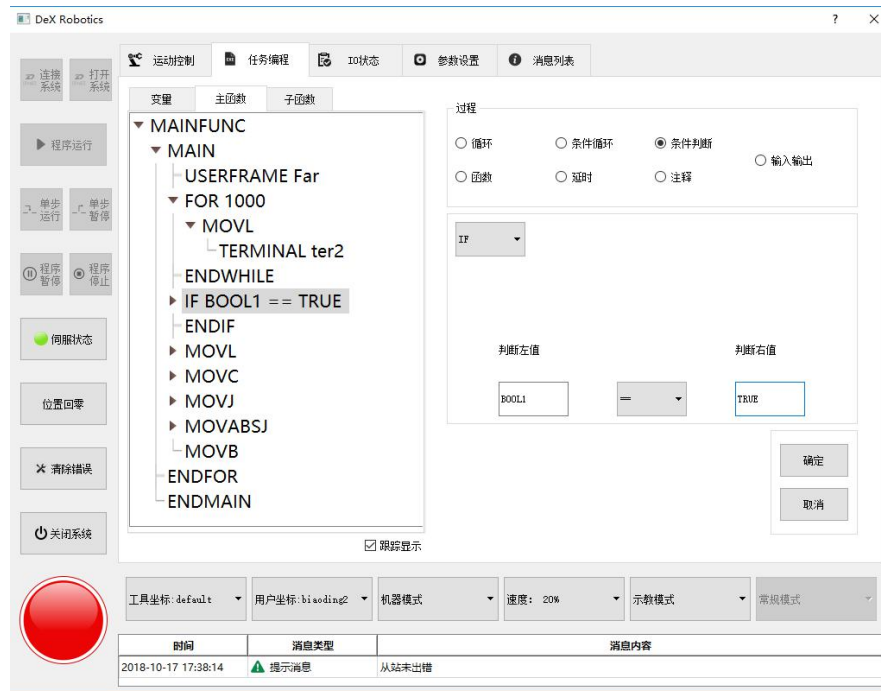 DeX Robotics
? ×
连接系统 打开系统
运动控制 任务编程 IO状态 参数设置 消息列表
程序运行
单步运行 单步暂停
程序暂停 程序停止
伺服状态
位置回零
清除错误
关闭系统
变量 主函数 子函数
MAINFUNC
MAIN
USERFRAME Far
FOR 1000
MOVL
TERMINAL ter2
ENDWHILE
IF BOOL1 == TRUE
ENDIF
MOVL
MOVC
MOVJ
MOVABSJ
MOVB
ENDFOR
ENDMAIN
跟踪显示
过程
循环 条件循环 条件判断 输入输出
函数 延时 注释
IF
判断左值 判断右值
BOOL1 == TRUE
确定
取消
工具坐标:default 用户坐标:biaoding2 机器模式 速度: 20% 示教模式 常规模式
时间 消息类型 消息内容
2018-10-17 17:38:14 提示消息 从站未出错